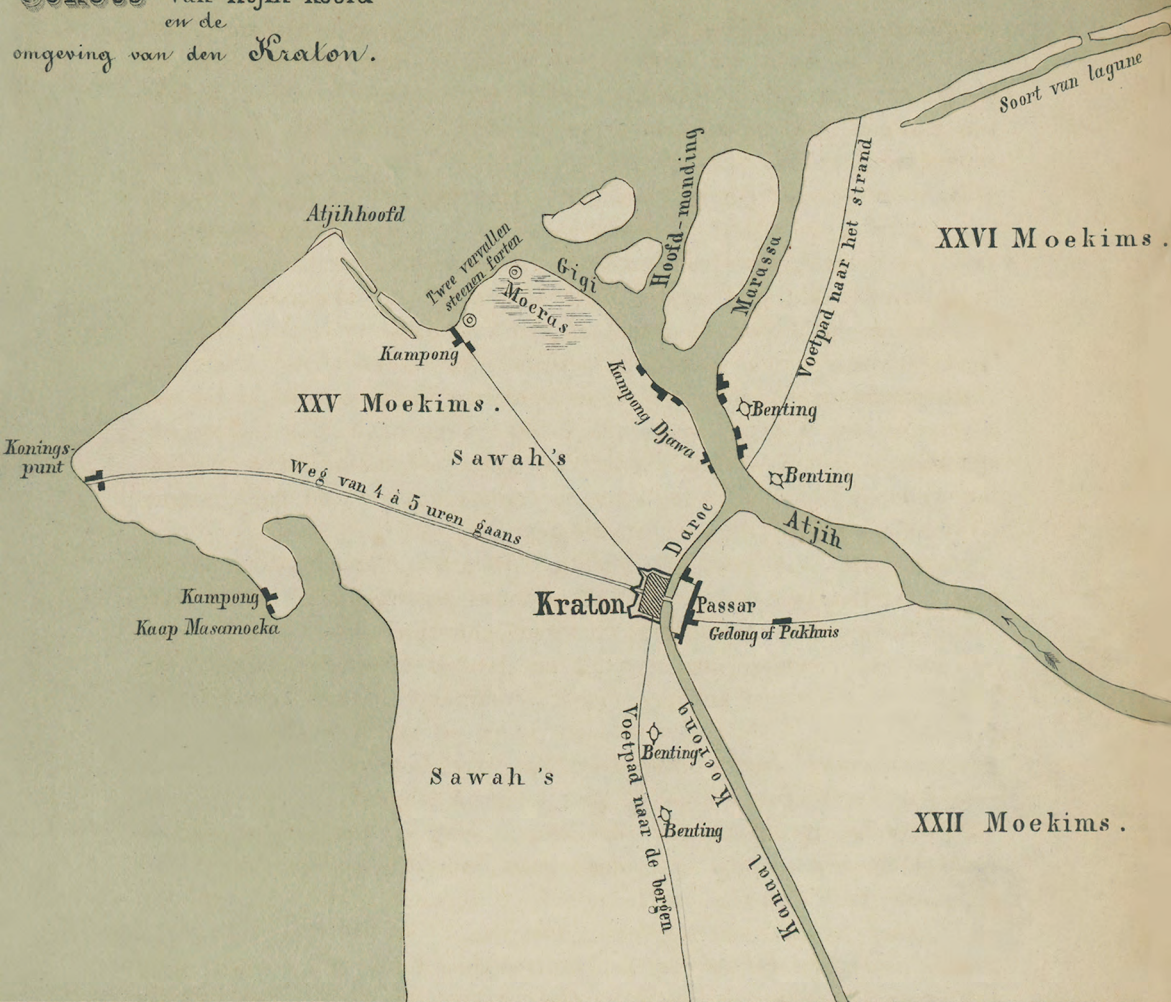 en de
omgeving van den Kraton.
Soort van lagune
Hoofd-monding
Voetpad naar het strand
Atjihhoofd
XXVI Moekims.
Twee vervallen
steenen forten
Gigi
Marassa
Moeras
Kampong
XXV Moekims.
Kampong Djawa
Benting
Konings-
punt
Sawah's
Weg van 4 à 5 uren gaans
Benting
Daroe
Atjih
Kampong
Kaap Masamoeka
Kraton
Passar
Gedong of Pakhuis
Voetpad naar de bergen
Benting
Koerong
Sawah's
Benting
XXII Moekims.
Kanaal